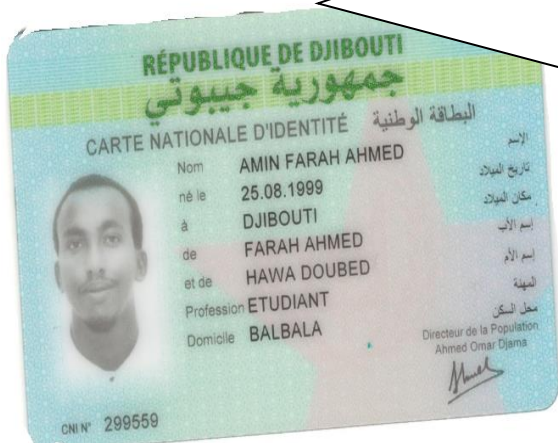 RÉPUBLIQUE DE DJIBOUTI
جمهورية جيبوتي
CARTE NATIONALE D'IDENTITÉ البطاقة الوطنية
Nom AMIN FARAH AHMED الإسم
né le 25.08.1999 تاريخ الميلاد
à DJIBOUTI مكان الميلاد
de FARAH AHMED إسم الأب
et de HAWA DOUBED إسم الأم
Profession ETUDIANT المهنة
Domicile BALBALA محل السكن
Directeur de la Population
Ahmed Omar Djama
CNI N° 299559